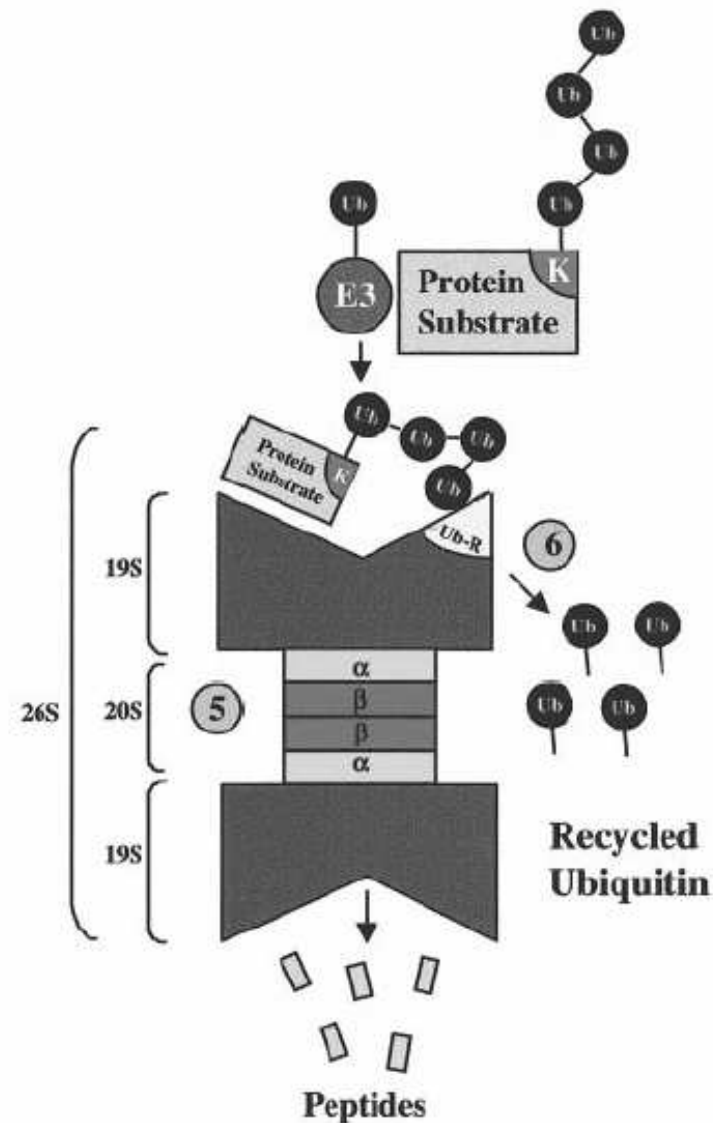 Ub
Ub
Ub
Ub
Ub
E3
K
Protein
Substrate
Ub
Ub
Ub
Ub
Protein
Substrate
K
Ub-R
6
19S
Ub
Ub
Ub
Ub
26S
20S
5
α
β
β
α
19S
Recycled
Ubiquitin
Peptides